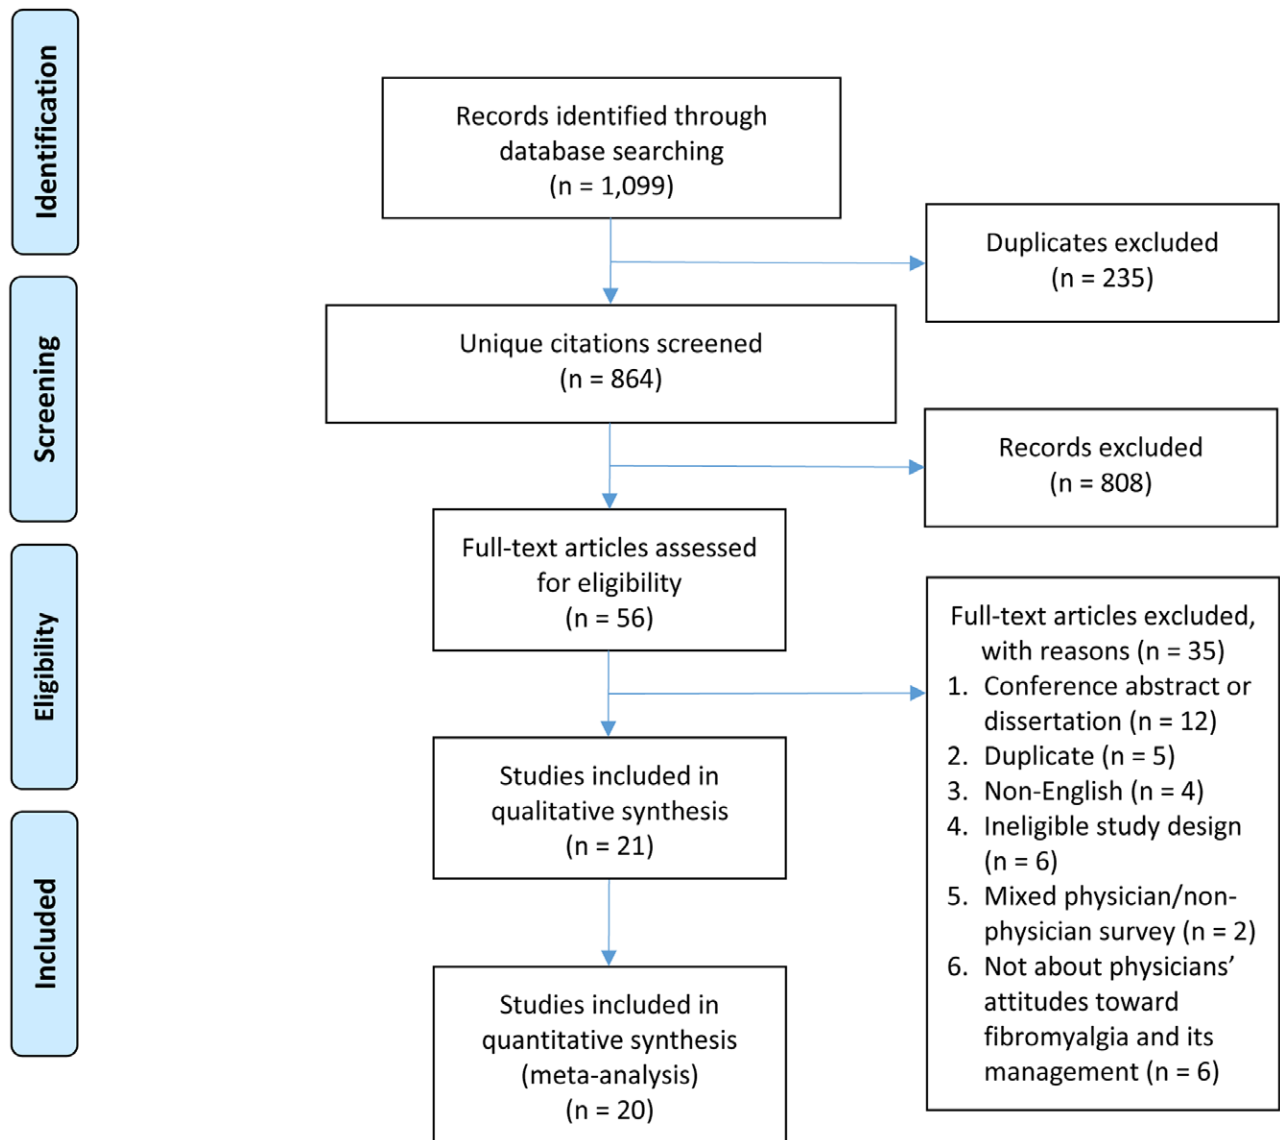 Identification
Records identified through
database searching
(n = 1,099)
Duplicates excluded
(n = 235)
Screening
Unique citations screened
(n = 864)
Records excluded
(n = 808)
Eligibility
Full-text articles assessed
for eligibility
(n = 56)
Full-text articles excluded,
with reasons (n = 35)
1. Conference abstract or
dissertation (n = 12)
2. Duplicate (n = 5)
3. Non-English (n = 4)
4. Ineligible study design
(n = 6)
5. Mixed physician/non-
physician survey (n = 2)
6. Not about physicians’
attitudes toward
fibromyalgia and its
management (n = 6)
Studies included in
qualitative synthesis
(n = 21)
Included
Studies included in
quantitative synthesis
(meta-analysis)
(n = 20)